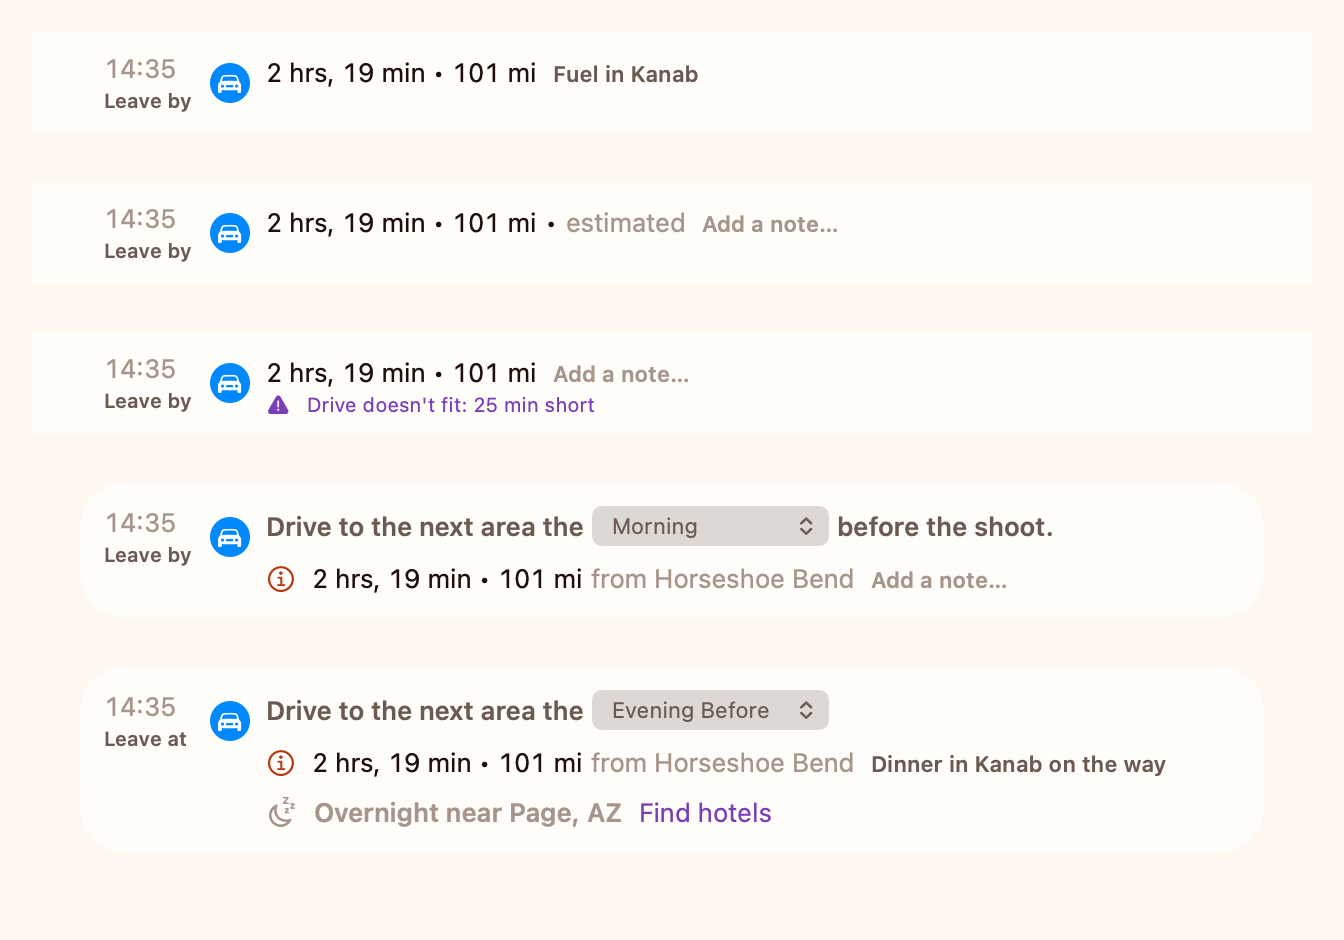 14:35 2 hrs, 19 min • 101 mi Fuel in Kanab
Leave by
14:35 2 hrs, 19 min • 101 mi • estimated Add a note...
Leave by
14:35 2 hrs, 19 min • 101 mi Add a note...
Leave by Drive doesn't fit: 25 min short
14:35 Drive to the next area the Morning before the shoot.
Leave by
2 hrs, 19 min • 101 mi from Horseshoe Bend Add a note...
14:35 Drive to the next area the Evening Before
Leave at
2 hrs, 19 min • 101 mi from Horseshoe Bend Dinner in Kanab on the way
Overnight near Page, AZ Find hotels